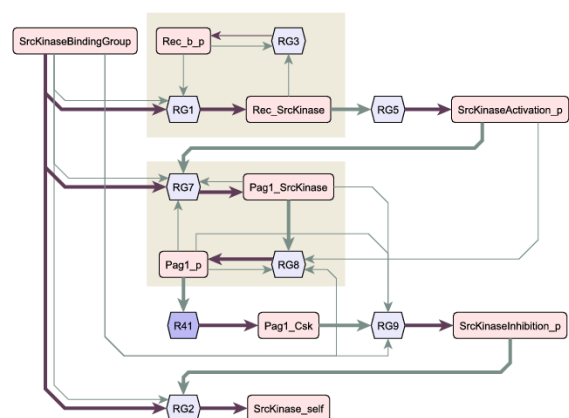 SrcKinaseBindingGroup
Rec_b_p
RG3
RG1
Rec_SrcKinase
RG5
SrcKinaseActivation_p
RG7
Pag1_SrcKinase
Pag1_p
RG8
R41
Pag1_Csk
RG9
SrcKinaseInhibition_p
RG2
SrcKinase_self